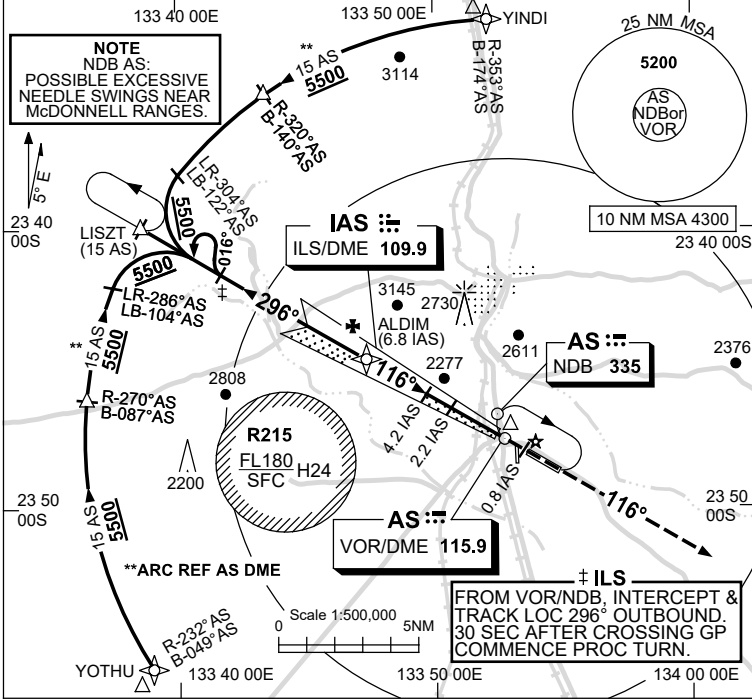 133 40 00E
133 50 00E
YINDI
25 NM MSA
5200
AS
NDBor
VOR
10 NM MSA 4300
NOTE
NDB AS:
POSSIBLE EXCESSIVE
NEEDLE SWINGS NEAR
McDONNELL RANGES.
5° E
**
15 AS
5500
3114
R-353°AS
B-174°AS
R-320°AS
B-140°AS
LR-304°AS
LB-122°AS
5500
23 40
00S
23 40 00S
LISZT
(15 AS)
016°
5500
LR-286°AS
LB-104°AS
‡
IAS
ILS/DME 109.9
296°
3145
2730
ALDIM
(6.8 IAS)
2611
2376
AS
NDB 335
116°
2277
**
15 AS
5500
R-270°AS
B-087°AS
2808
4.2 IAS
2.2 IAS
0.8 IAS
R215
FL180
SFC
H24
2200
116°
23 50
00S
23 50
00S
15 AS
5500
AS
VOR/DME 115.9
**ARC REF AS DME
‡ ILS
FROM VOR/NDB, INTERCEPT &
TRACK LOC 296° OUTBOUND.
30 SEC AFTER CROSSING GP
COMMENCE PROC TURN.
R-232°AS
B-049°AS
YOTHU
Scale 1:500,000
0 5NM
133 40 00E
133 50 00E
134 00 00E